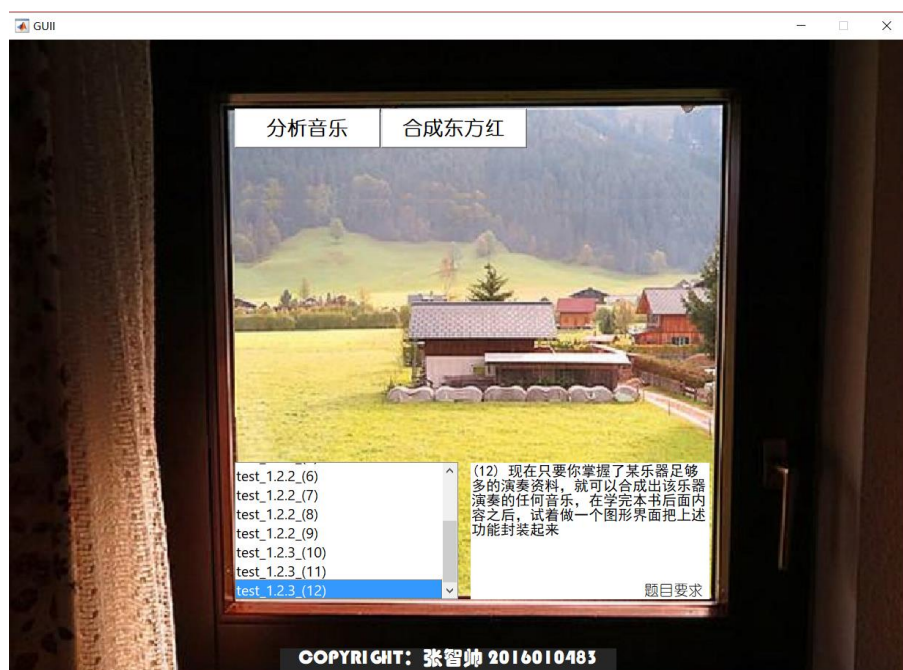 GUII
分析音乐
合成东方红
test_1.2.2_(6)
test_1.2.2_(7)
test_1.2.2_(8)
test_1.2.2_(9)
test_1.2.3_(10)
test_1.2.3_(11)
test_1.2.3_(12)
(12) 现在只要你掌握了某乐器足够
多的演奏资料，就可以合成出该乐器
演奏的任何音乐，在学完本书后面内
容之后，试着做一个图形界面把上述
功能封装起来
题目要求
COPYRIGHT：张智帅 2016010483